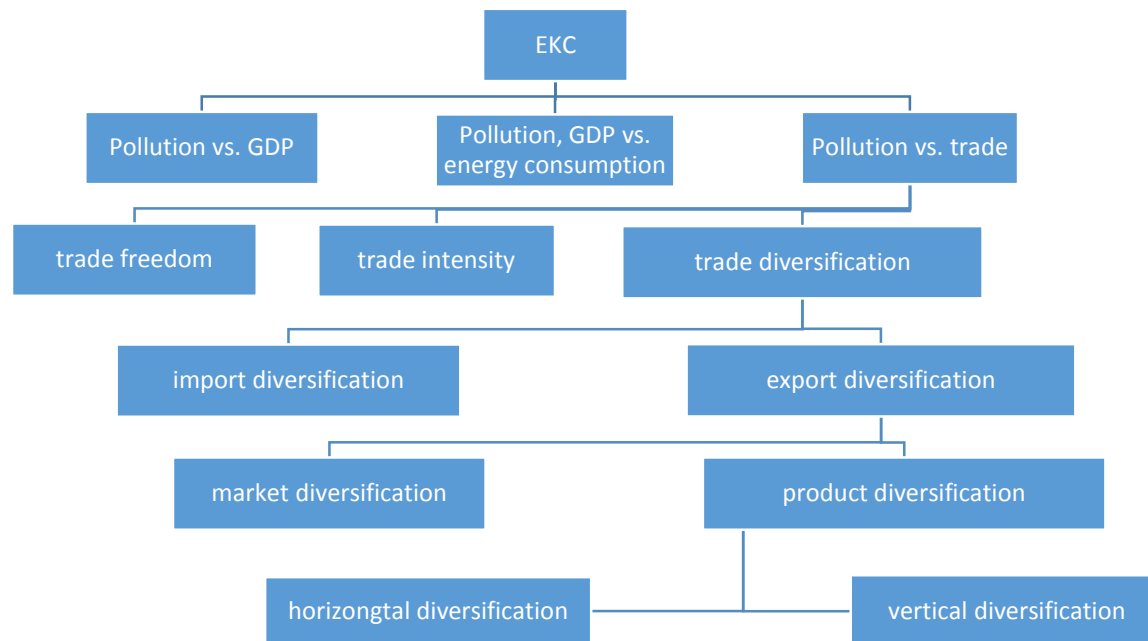 EKC
Pollution vs. GDP
Pollution, GDP vs.
energy consumption
Pollution vs. trade
trade freedom
trade intensity
trade diversification
import diversification
export diversification
market diversification
product diversification
horizongtal diversification
vertical diversification